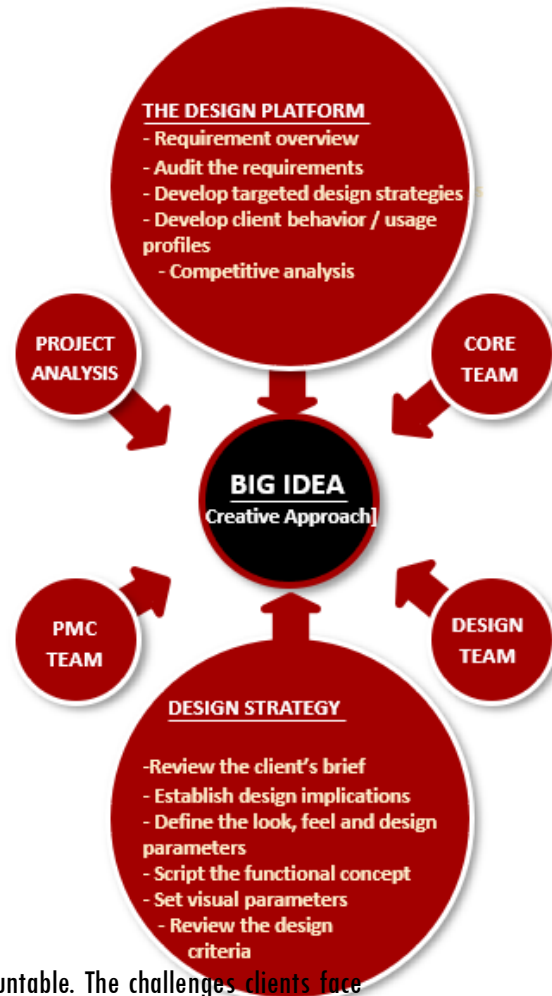 THE DESIGN PLATFORM
- Requirement overview
- Audit the requirements
- Develop targeted design strategies
- Develop client behavior / usage
profiles
- Competitive analysis
PROJECT
ANALYSIS
CORE
TEAM
BIG IDEA
Creative Approach]
PMC
TEAM
DESIGN
TEAM
DESIGN STRATEGY
-Review the client's brief
- Establish design implications
- Define the look, feel and design
parameters
- Script the functional concept
- Set visual parameters
- Review the design
criteria
untable. The challenges clients face